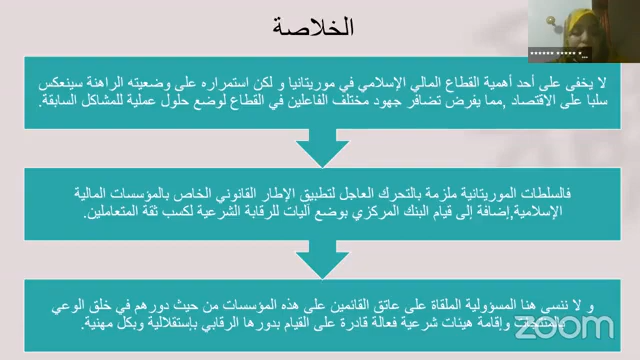 الخلاصة
لا يخفى على أحد أهمية القطاع المالي الإسلامي في موريتانيا و لكن استمراره على وضعيته الراهنة سينعكس
سلبا على الاقتصاد ,مما يفرض تضافر جهود مختلف الفاعلين في القطاع لوضع حلول عملية للمشاكل السابقة.
فالسلطات الموريتانية ملزمة بالتحرك العاجل لتطبيق الإطار القانوني الخاص بالمؤسسات المالية
الإسلامية,إضافة إلى قيام البنك المركزي بوضع آليات للرقابة الشرعية لكسب ثقة المتعاملين.
و لا ننسى هنا المسؤولية الملقاة على عاتق القائمين على هذه المؤسسات من حيث دورهم في خلق الوعي
بالمنتجات وإقامة هيئات شرعية فعالة قادرة على القيام بدورها الرقابي بإستقلالية وبكل مهنية.
zoom